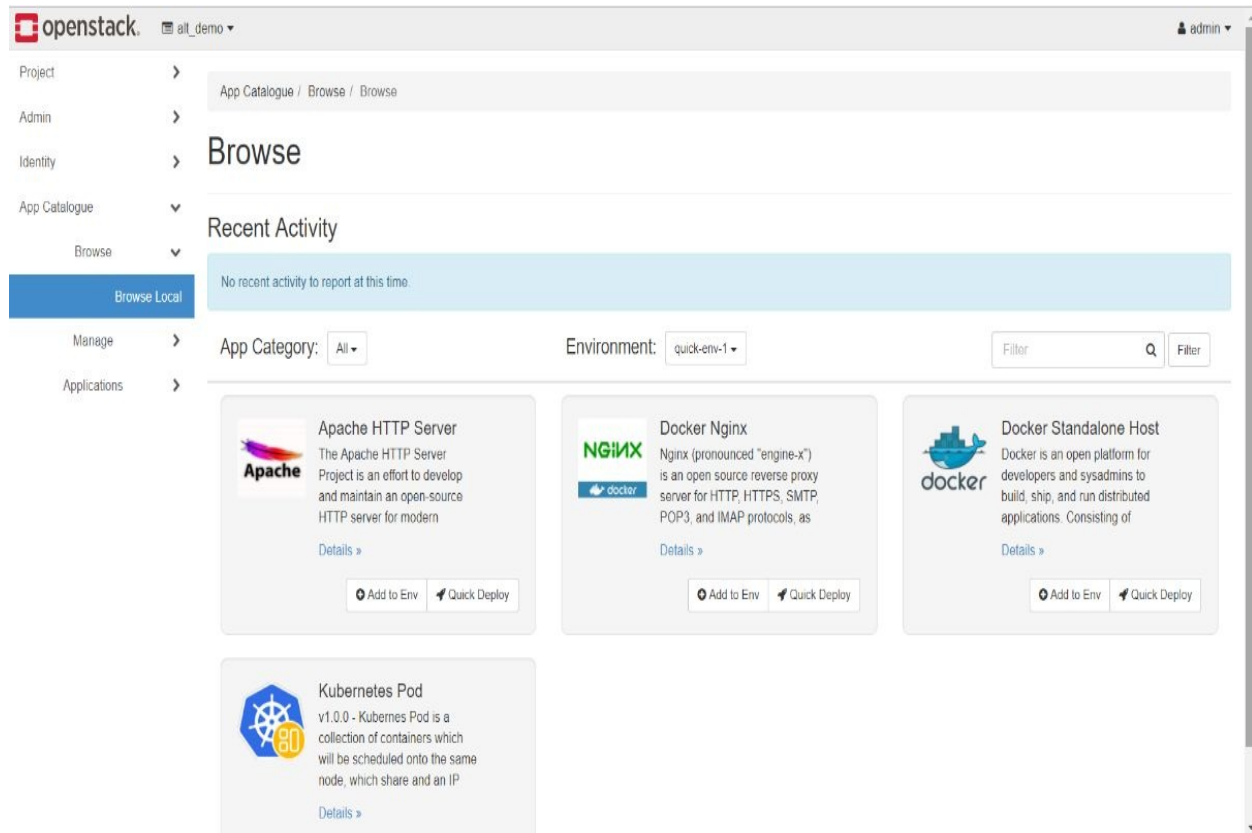 openstack. alt_demo admin
Project
Admin
Identity
App Catalogue
Browse
Browse Local
Manage
Applications
App Catalogue / Browse / Browse
Browse
Recent Activity
No recent activity to report at this time.
App Category: All
Environment: quick-env-1
Filter Filter
Apache
Apache HTTP Server
The Apache HTTP Server
Project is an effort to develop
and maintain an open-source
HTTP server for modern
Details »
Add to Env Quick Deploy
NGINX
docker
Docker Nginx
Nginx (pronounced "engine-x")
is an open source reverse proxy
server for HTTP, HTTPS, SMTP,
POP3, and IMAP protocols, as
Details »
Add to Env Quick Deploy
docker
Docker Standalone Host
Docker is an open platform for
developers and sysadmins to
build, ship, and run distributed
applications. Consisting of
Details »
Add to Env Quick Deploy
Kubernetes Pod
v1.0.0 - Kubernes Pod is a
collection of containers which
will be scheduled onto the same
node, which share and an IP
Details »